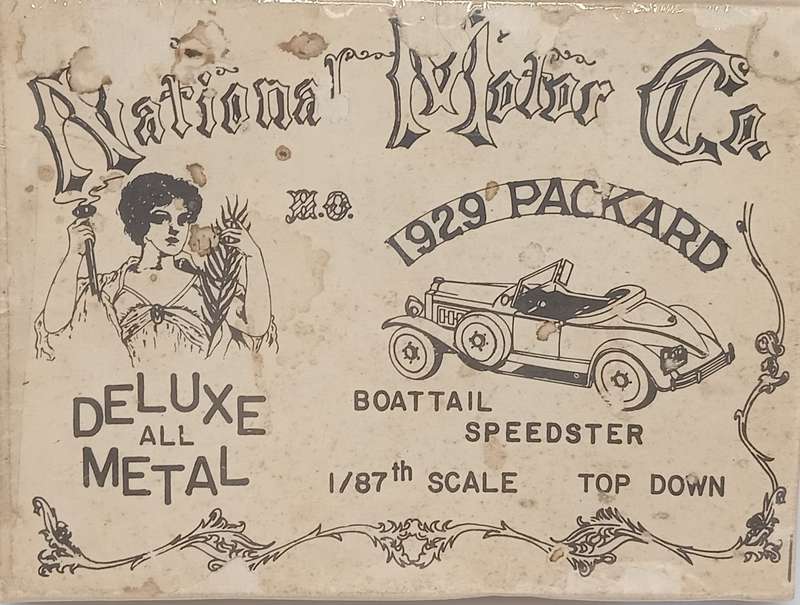 National Motor Co.
H.O.
1929 PACKARD
DELUXE
ALL
METAL
BOATTAIL
SPEEDSTER
1/87th SCALE TOP DOWN